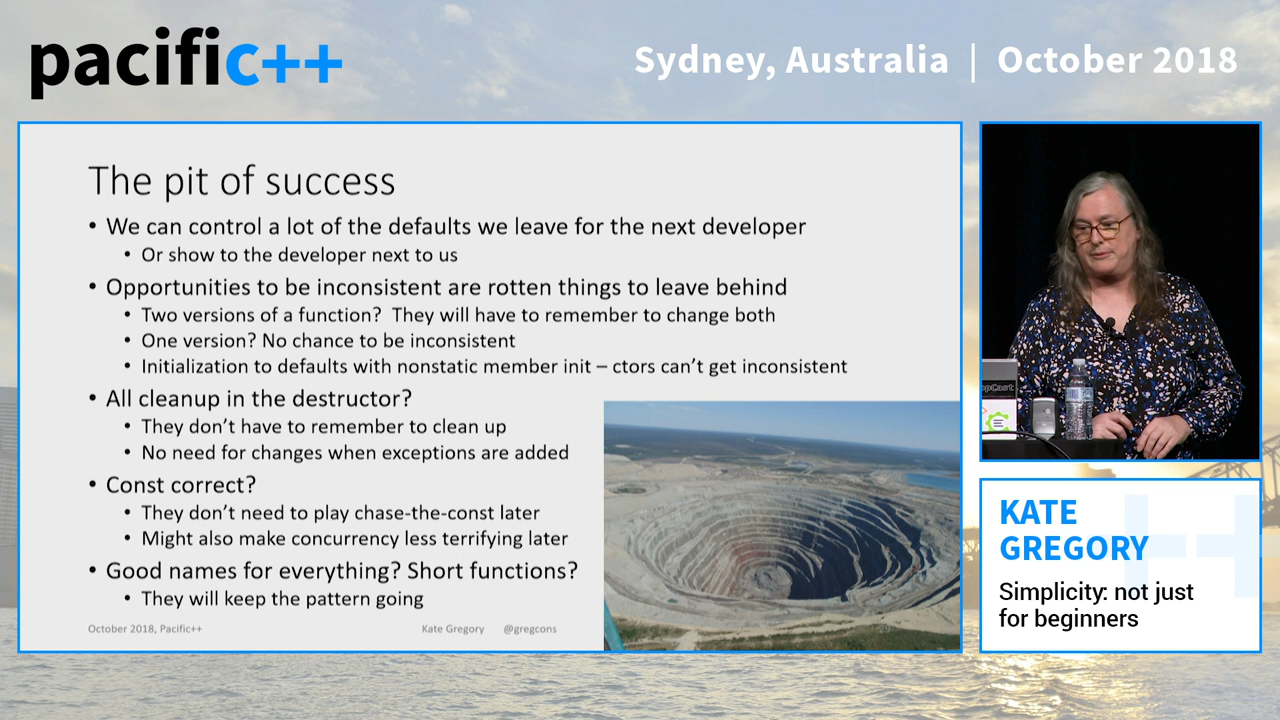 pacific++
Sydney, Australia | October 2018
The pit of success
• We can control a lot of the defaults we leave for the next developer
• Or show to the developer next to us
• Opportunities to be inconsistent are rotten things to leave behind
• Two versions of a function? They will have to remember to change both
• One version? No chance to be inconsistent
• Initialization to defaults with nonstatic member init – ctors can’t get inconsistent
• All cleanup in the destructor?
• They don’t have to remember to clean up
• No need for changes when exceptions are added
• Const correct?
• They don’t need to play chase-the-const later
• Might also make concurrency less terrifying later
• Good names for everything? Short functions?
• They will keep the pattern going
October 2018, Pacific++ Kate Gregory @gregcons
KATE
GREGORY
Simplicity: not just
for beginners